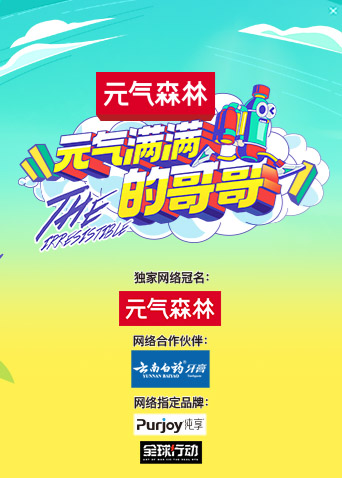 元气森林
元气满满
的哥哥
THE
IRRESISTIBLE
独家网络冠名：
元气森林
网络合作伙伴：
云南白药®牙膏
YUNNAN BAIYAO
网络指定品牌：
Purjoy 纯享
全球行动